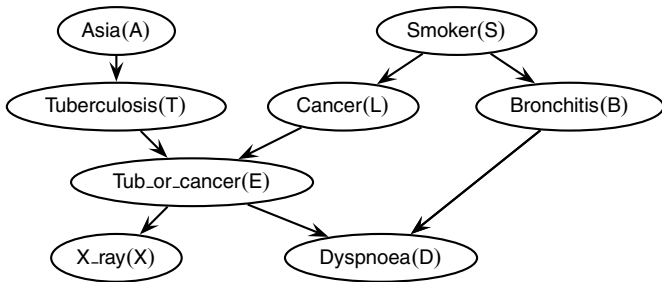 Asia(A) Smoker(S)
Tuberculosis(T) Cancer(L) Bronchitis(B)
Tub_or_cancer(E)
X_ray(X) Dyspnoea(D)